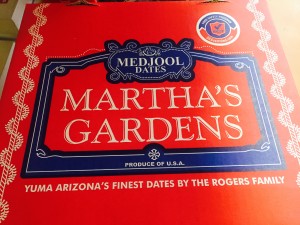 MEDJOOL
DATES
MARTHA'S
GARDENS
PRODUCE OF U.S.A.
YUMA ARIZONA'S FINEST DATES BY THE ROGERS FAMILY